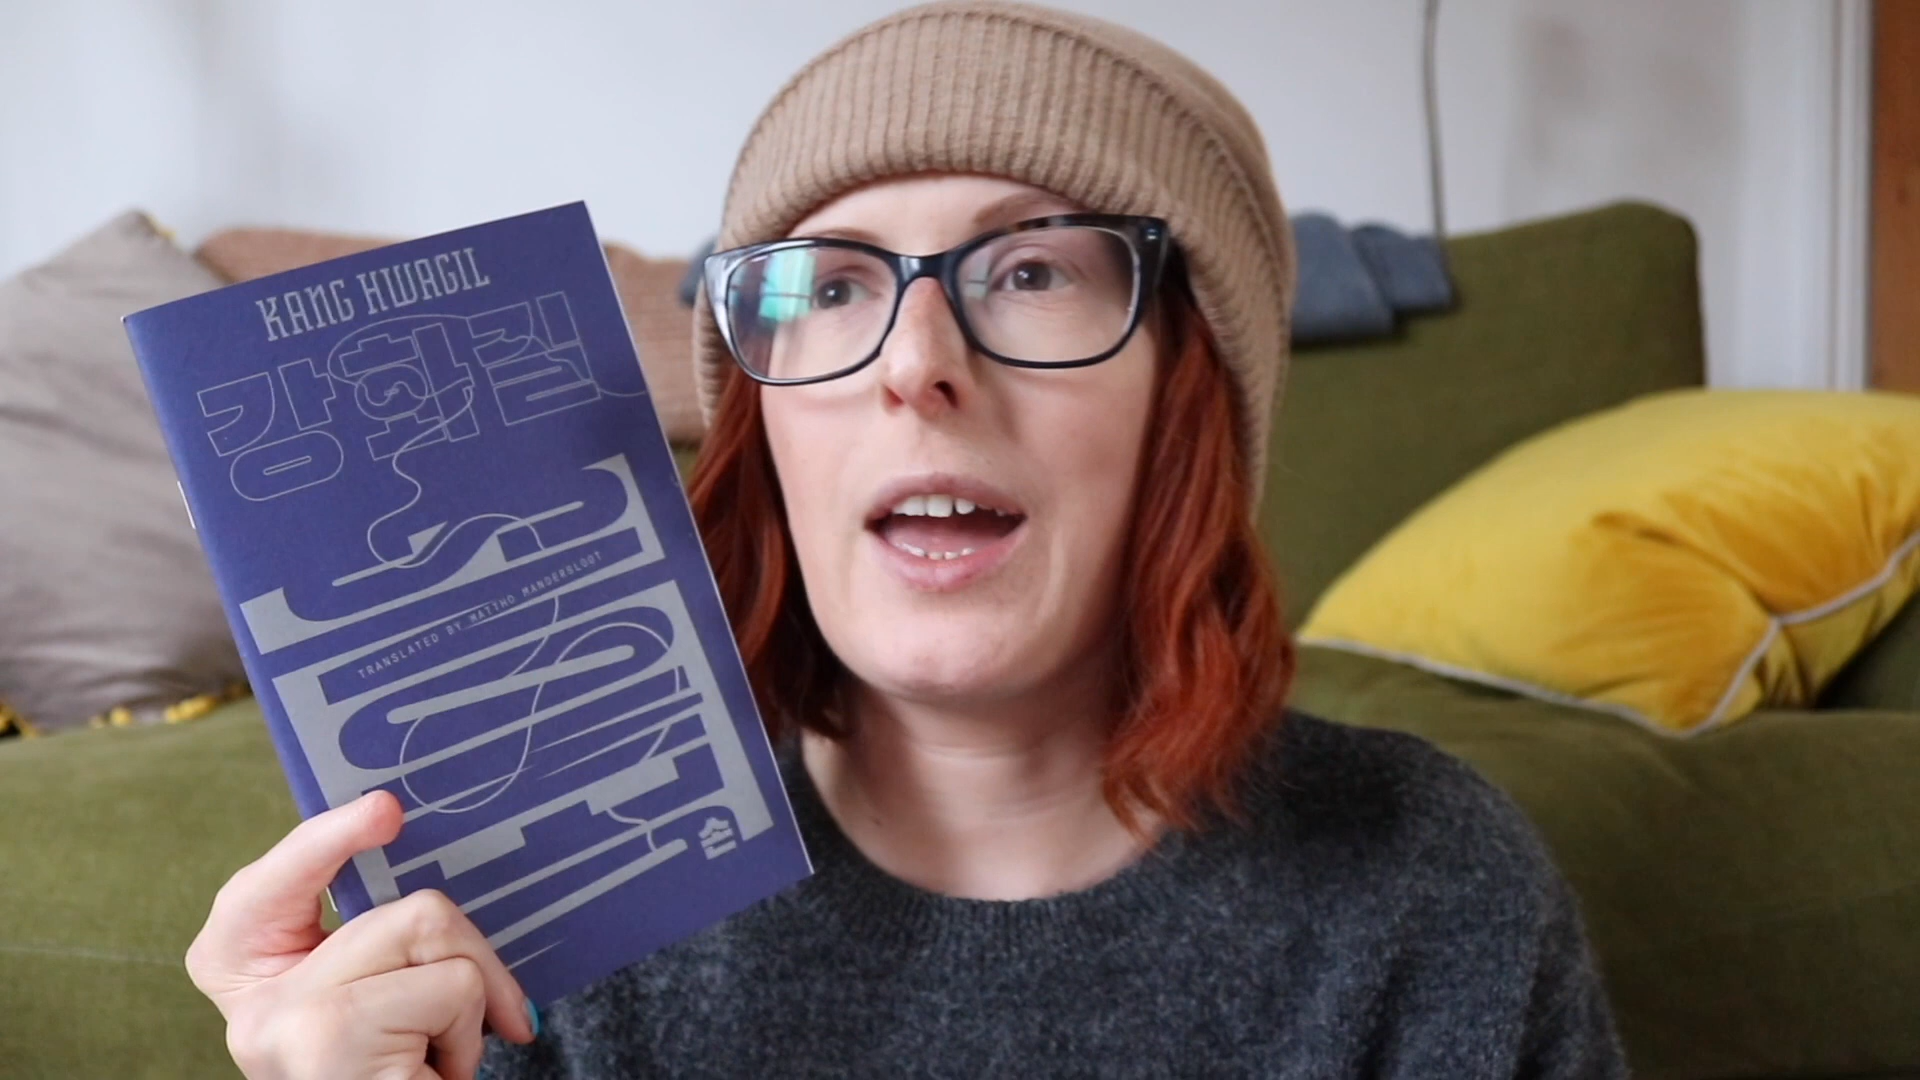 KANG HWAGIL
강화길
TRANSLATED BY MATTHO MANDERSLOOT